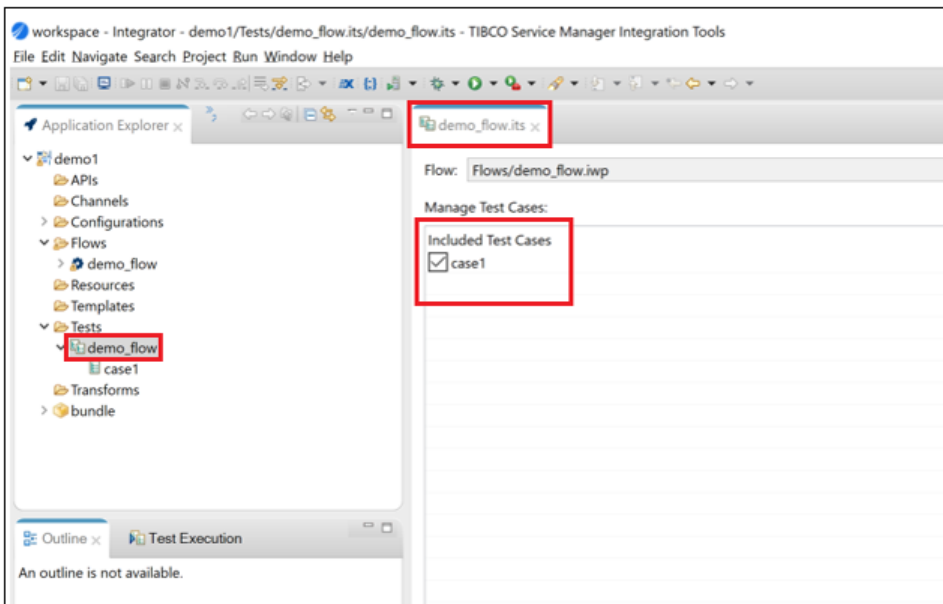 workspace - Integrator - demo1/Tests/demo_flow.its/demo_flow.its - TIBCO Service Manager Integration Tools
File Edit Navigate Search Project Run Window Help
Application Explorer
demo1
APIs
Channels
Configurations
Flows
demo_flow
Resources
Templates
Tests
demo_flow
case1
Transforms
bundle
Outline
Test Execution
An outline is not available.
demo_flow.its
Flow: Flows/demo_flow.iwp
Manage Test Cases:
Included Test Cases
case1